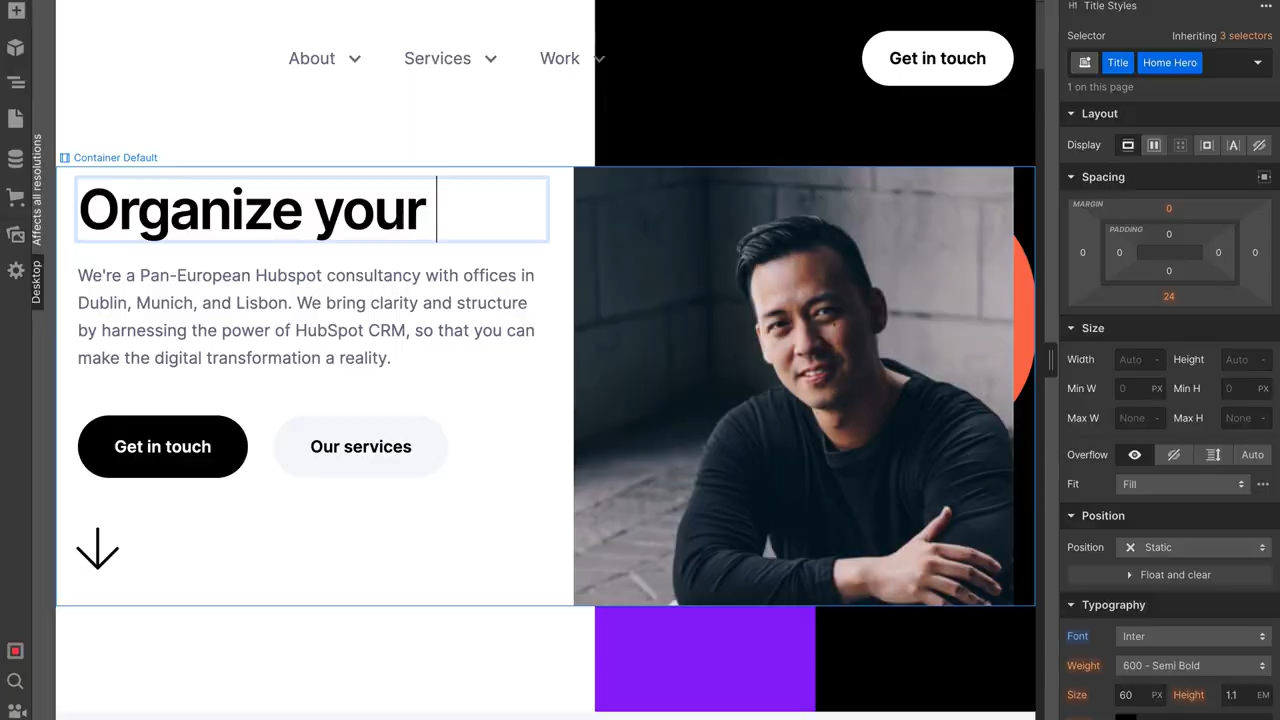 H1 Title Styles
Selector Inheriting 3 selectors
Title Home Hero
1 on this page
Layout
Display
Spacing
MARGIN
0
PADDING
0
0 0 0 0
0
24
Size
Width Auto - Height Auto -
Min W 0 PX Min H 0 PX
Max W None - Max H None -
Overflow Auto
Fit Fill
Position
Position Static
Float and clear
Typography
Font Inter
Weight 600 - Semi Bold
Size 60 PX Height 1.1 EM
Affects all resolutions
Desktop
About Services Work Get in touch
Container Default
Organize your
We're a Pan-European Hubspot consultancy with offices in
Dublin, Munich, and Lisbon. We bring clarity and structure
by harnessing the power of HubSpot CRM, so that you can
make the digital transformation a reality.
Get in touch Our services